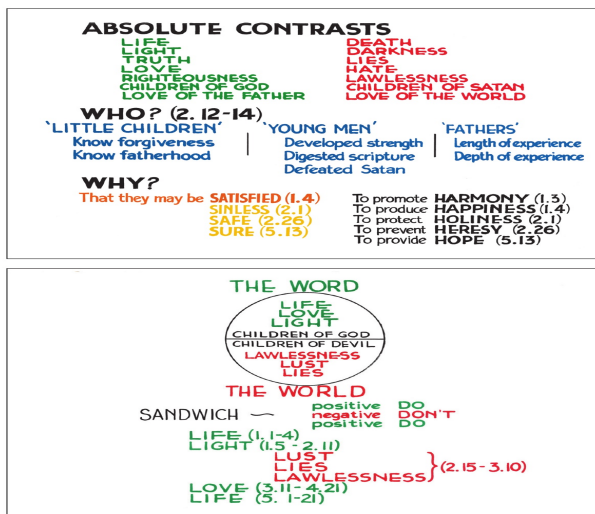 ABSOLUTE CONTRASTS
LIFE DEATH
LIGHT DARKNESS
TRUTH LIES
LOVE HATE
RIGHTEOUSNESS LAWLESSNESS
CHILDREN OF GOD CHILDREN OF SATAN
LOVE OF THE FATHER LOVE OF THE WORLD
WHO? (2.12-14)
'LITTLE CHILDREN' 'YOUNG MEN' 'FATHERS'
Know forgiveness Developed strength Length of experience
Know fatherhood Digested scripture Depth of experience
Defeated Satan
WHY?
That they may be SATISFIED (1.4) To promote HARMONY (1.3)
SINLESS (2.1) To produce HAPPINESS (1.4)
SAFE (2.26) To protect HOLINESS (2.1)
SURE (5.13) To prevent HERESY (2.26)
To provide HOPE (5.13)
THE WORD
LIFE
LOVE
LIGHT
CHILDREN OF GOD
CHILDREN OF DEVIL
LAWLESSNESS
LUST
LIES
THE WORLD
SANDWICH ~ positive DO
negative DON'T
positive DO
LIFE (1.1-4)
LIGHT (1.5 - 2.11)
LUST
LIES (2.15 - 3.10)
LAWLESSNESS
LOVE (3.11-4.21)
LIFE (5. 1-21)